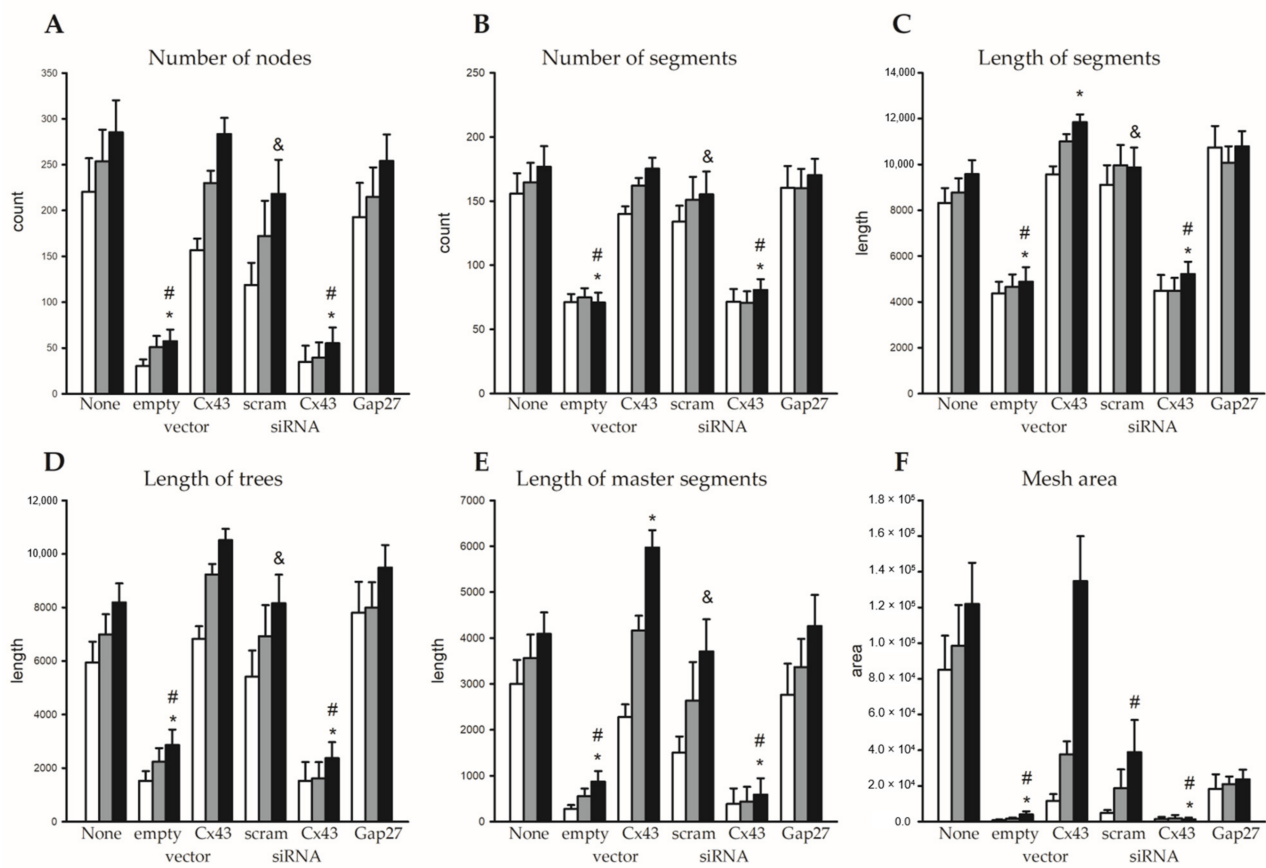 A
Number of nodes
350
300
250
200
150
100
50
0
count
&
#
*
#
*
None empty Cx43 scram Cx43 Gap27
vector siRNA
B
Number of segments
250
200
150
100
50
0
count
&
#
*
#
*
None empty Cx43 scram Cx43 Gap27
vector siRNA
C
Length of segments
14,000
12,000
10,000
8000
6000
4000
2000
0
length
*
&
#
*
#
*
None empty Cx43 scram Cx43 Gap27
vector siRNA
D
Length of trees
12,000
10,000
8000
6000
4000
2000
0
length
&
#
*
#
*
None empty Cx43 scram Cx43 Gap27
vector siRNA
E
Length of master segments
7000
6000
5000
4000
3000
2000
1000
0
length
*
&
#
*
#
*
None empty Cx43 scram Cx43 Gap27
vector siRNA
F
Mesh area
1.8 × 10⁵
1.6 × 10⁵
1.4 × 10⁵
1.2 × 10⁵
1.0 × 10⁵
8.0 × 10⁴
6.0 × 10⁴
4.0 × 10⁴
2.0 × 10⁴
0.0
area
#
#
*
#
*
None empty Cx43 scram Cx43 Gap27
vector siRNA